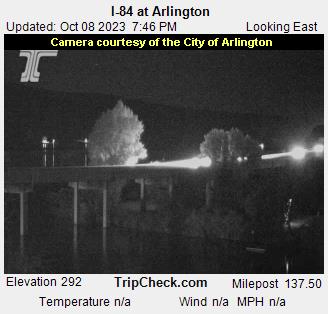 I-84 at Arlington
Updated: Oct 08 2023 7:46 PM Looking East
Camera courtesy of the City of Arlington
Elevation 292 TripCheck.com Milepost 137.50
Temperature n/a Wind n/a MPH n/a